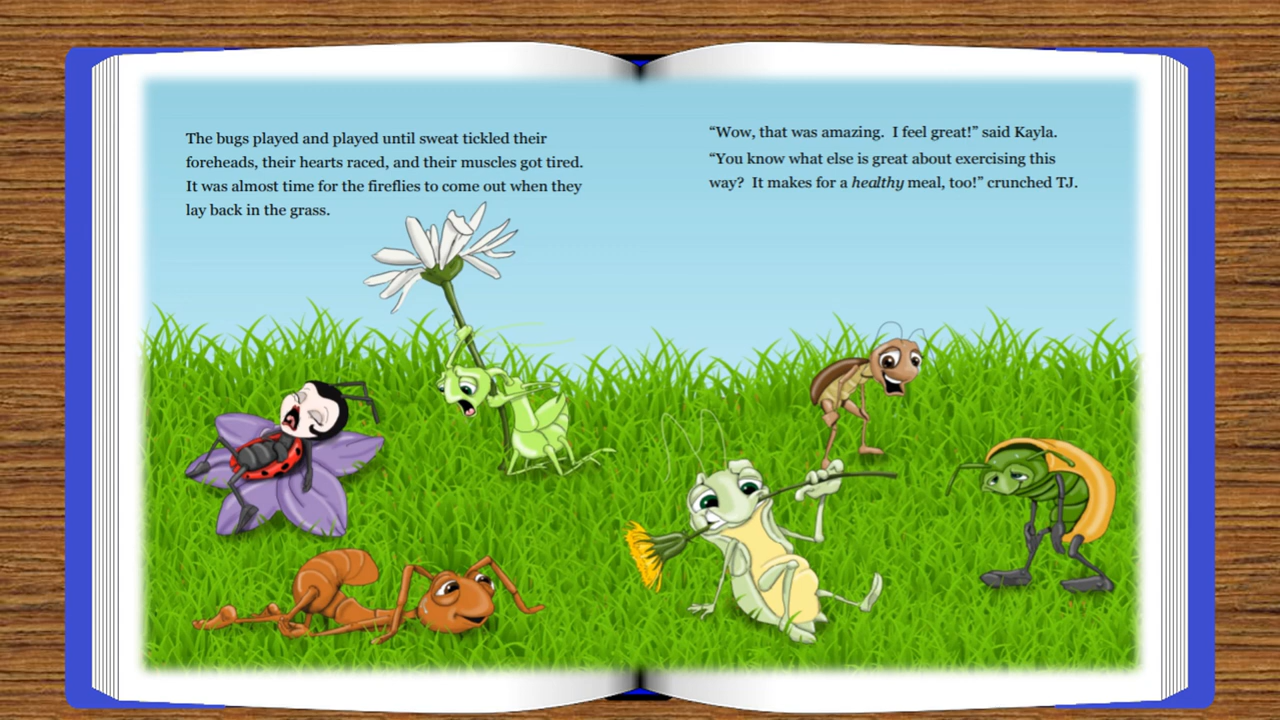 The bugs played and played until sweat tickled their
foreheads, their hearts raced, and their muscles got tired.
It was almost time for the fireflies to come out when they
lay back in the grass.
“Wow, that was amazing.  I feel great!” said Kayla.
“You know what else is great about exercising this
way?  It makes for a healthy meal, too!” crunched TJ.